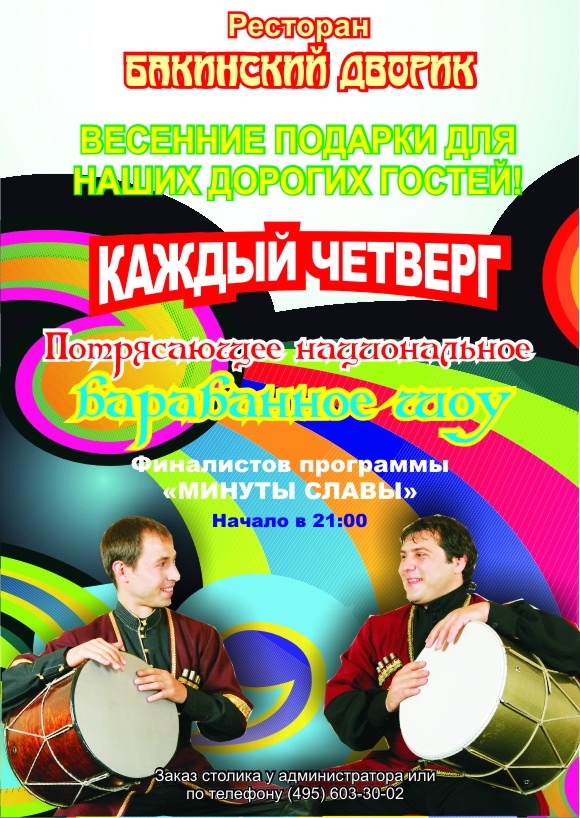 Ресторан
БАКИНСКИЙ ДВОРИК
ВЕСЕННИЕ ПОДАРКИ ДЛЯ
НАШИХ ДОРОГИХ ГОСТЕЙ!
КАЖДЫЙ ЧЕТВЕРГ
Потрясающее национальное
барабанное шоу
Финалистов программы
«МИНУТЫ СЛАВЫ»
Начало в 21:00
Заказ столика у администратора или
по телефону (495) 603-30-02